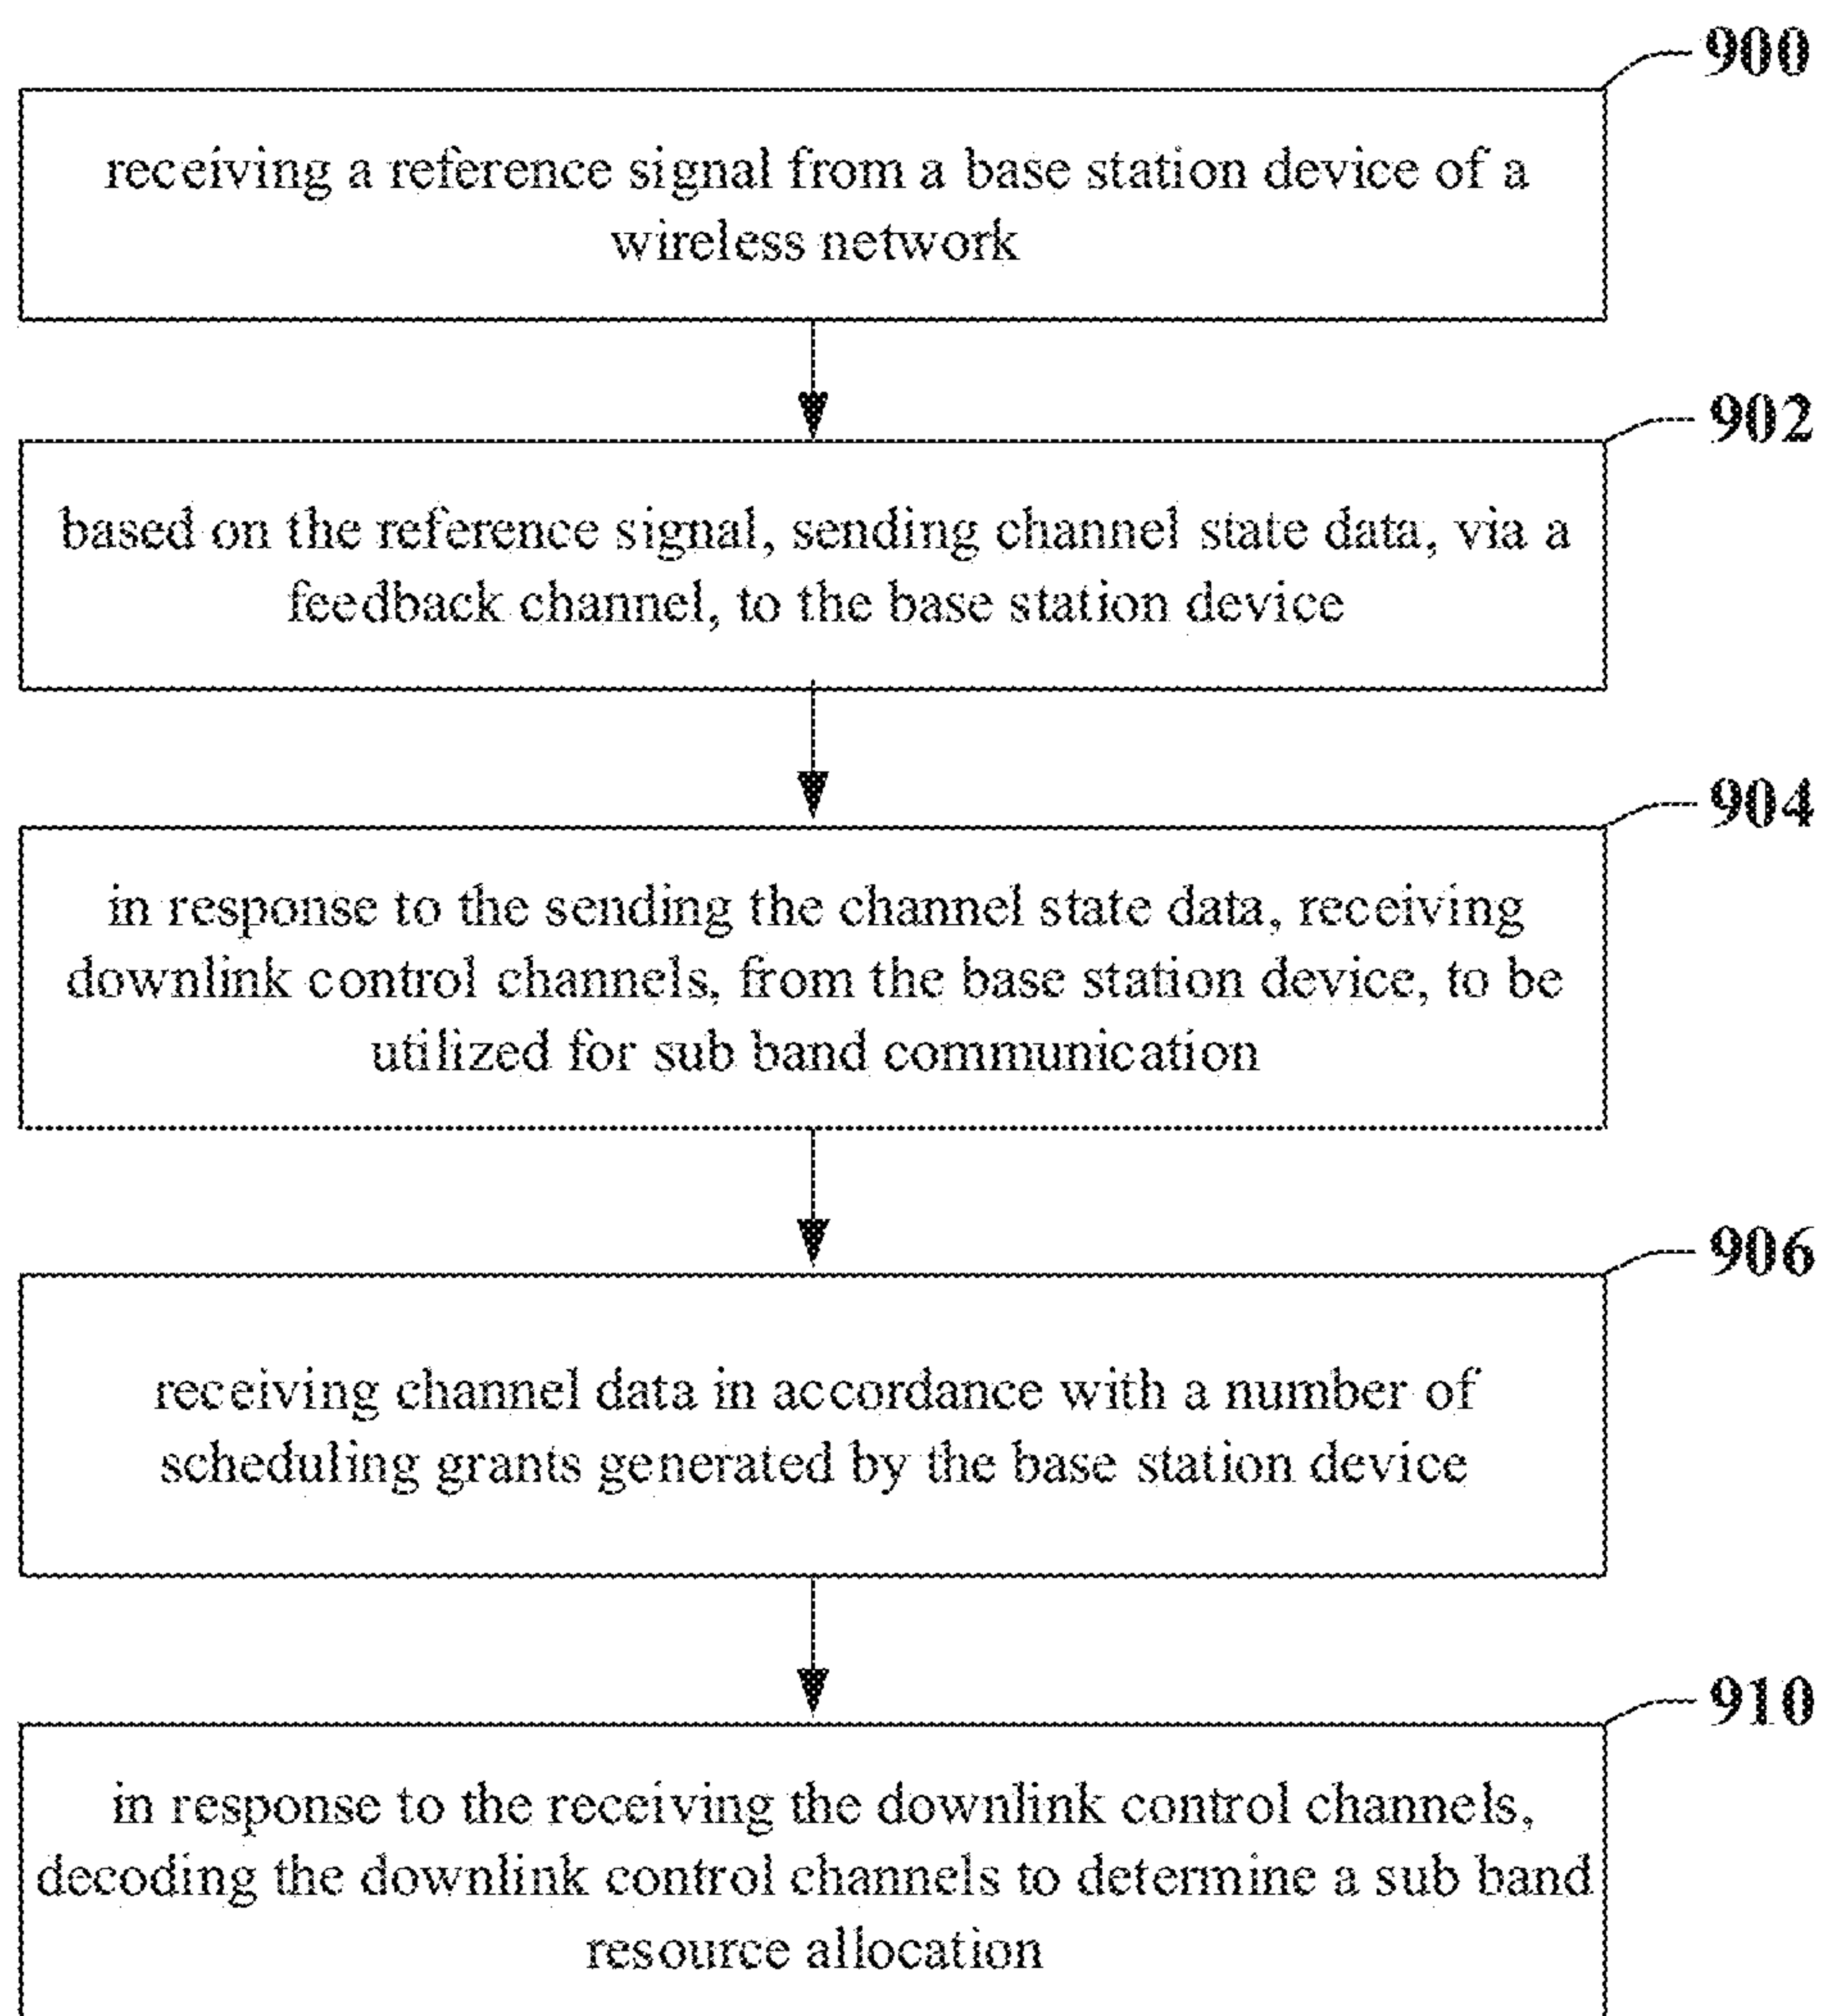 900
receiving a reference signal from a base station device of a
wireless network
902
based on the reference signal, sending channel state data, via a
feedback channel, to the base station device
904
in response to the sending the channel state data, receiving
downlink control channels, from the base station device, to be
utilized for sub band communication
906
receiving channel data in accordance with a number of
scheduling grants generated by the base station device
910
in response to the receiving the downlink control channels,
decoding the downlink control channels to determine a sub band
resource allocation